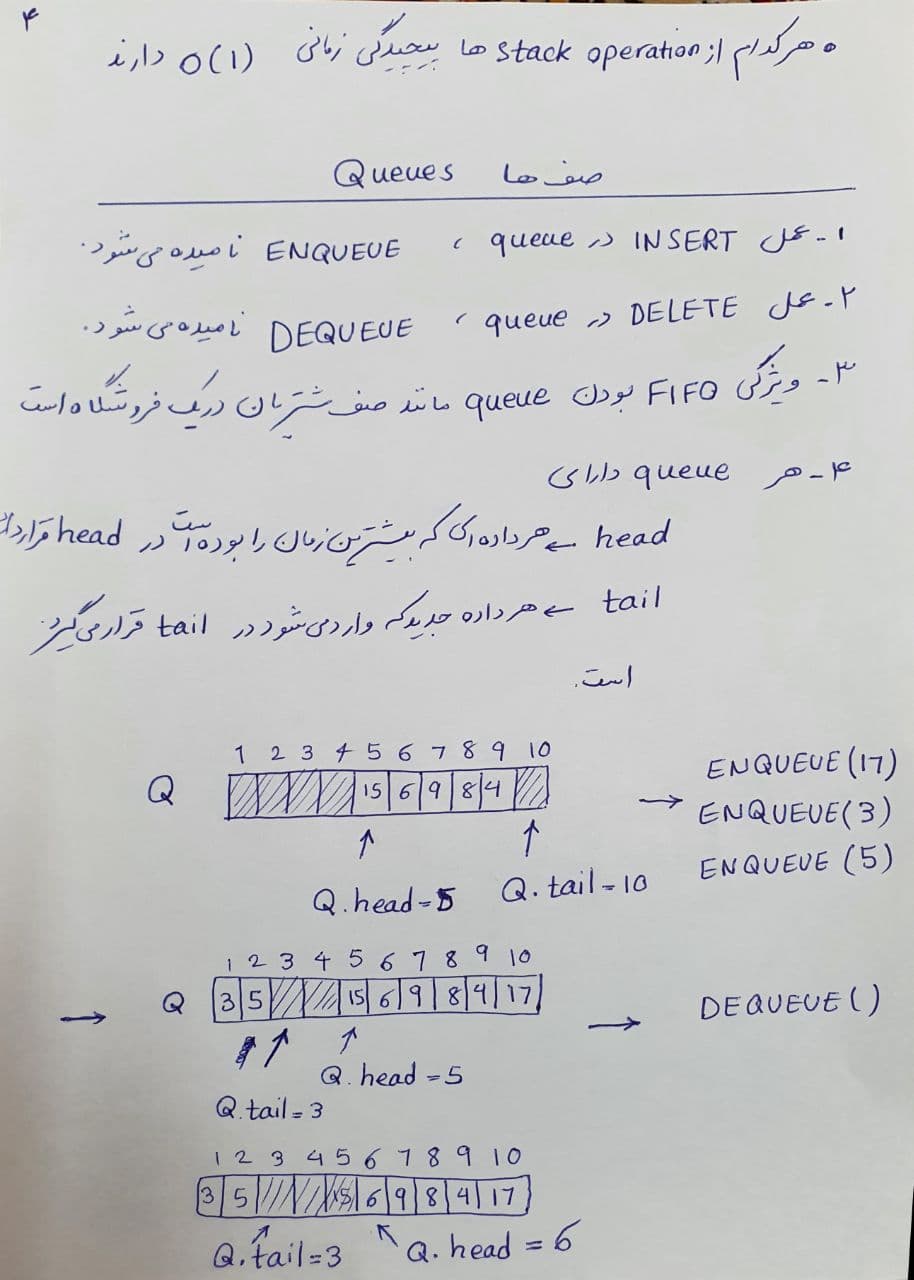 ۴
هر کدام از stack operation ها پیچیدگی زمانی O(1) دارند
Queues صف ها
۱- عمل INSERT در queue ، ENQUEUE نامیده می شود.
۲- عمل DELETE در queue ، DEQUEUE نامیده می شود.
۳- ویژگی FIFO بودن queue مانند صف مشتریان در یک فروشگاه است
۴- هر queue دارای
head ← هر داده ای که بیشترین زمان را بوده است در head قرار دارد
tail ← هر داده جدید که وارد می شود در tail قرار می گیرد
است.
1 2 3 4 5 6 7 8 9 10
Q 15 6 9 8 4 → ENQUEUE(17)
ENQUEUE(3)
ENQUEUE(5)
Q.head=5 Q.tail=10
1 2 3 4 5 6 7 8 9 10
→ Q 3 5 15 6 9 8 4 17 → DEQUEUE()
Q.head=5
Q.tail=3
1 2 3 4 5 6 7 8 9 10
3 5 15 6 9 8 4 17
Q.tail=3 Q.head=6